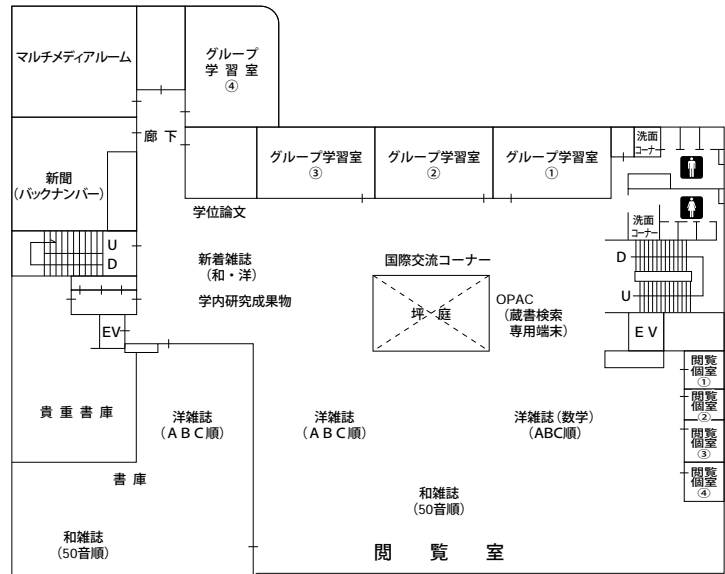 マルチメディアルーム
グループ
学習室
④
廊下
洗面
コーナー
グループ学習室
③
グループ学習室
②
グループ学習室
①
新聞
(バックナンバー)
学位論文
洗面
コーナー
U
D
新着雑誌
(和・洋)
国際交流コーナー
D
学内研究成果物
坪庭
OPAC
(蔵書検索
専用端末)
U
EV
EV
閲覧
個室
①
閲覧
個室
②
閲覧
個室
③
閲覧
個室
④
貴重書庫
洋雑誌
(ABC順)
洋雑誌
(ABC順)
洋雑誌(数学)
(ABC順)
書庫
和雑誌
(50音順)
和雑誌
(50音順)
閲覧室